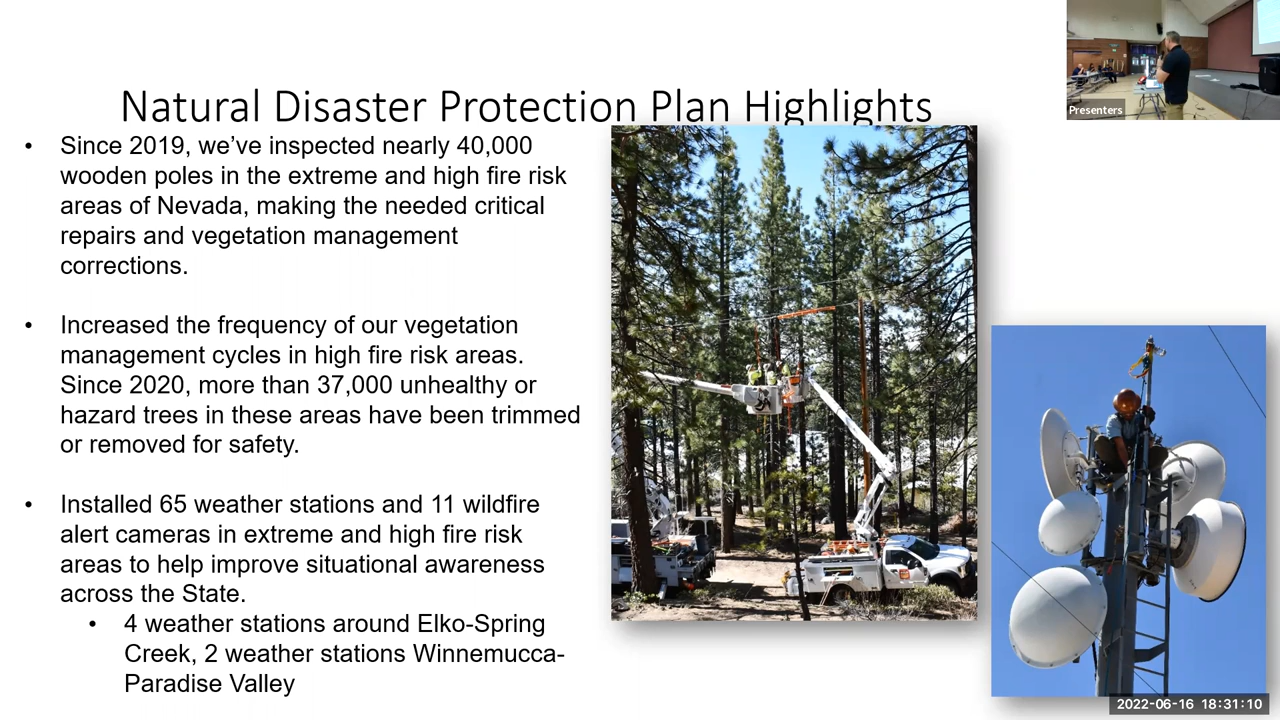 Presenters
Natural Disaster Protection Plan Highlights
• Since 2019, we’ve inspected nearly 40,000
wooden poles in the extreme and high fire risk
areas of Nevada, making the needed critical
repairs and vegetation management
corrections.
• Increased the frequency of our vegetation
management cycles in high fire risk areas.
Since 2020, more than 37,000 unhealthy or
hazard trees in these areas have been trimmed
or removed for safety.
• Installed 65 weather stations and 11 wildfire
alert cameras in extreme and high fire risk
areas to help improve situational awareness
across the State.
• 4 weather stations around Elko-Spring
Creek, 2 weather stations Winnemucca-
Paradise Valley
2022-06-16 18:31:10